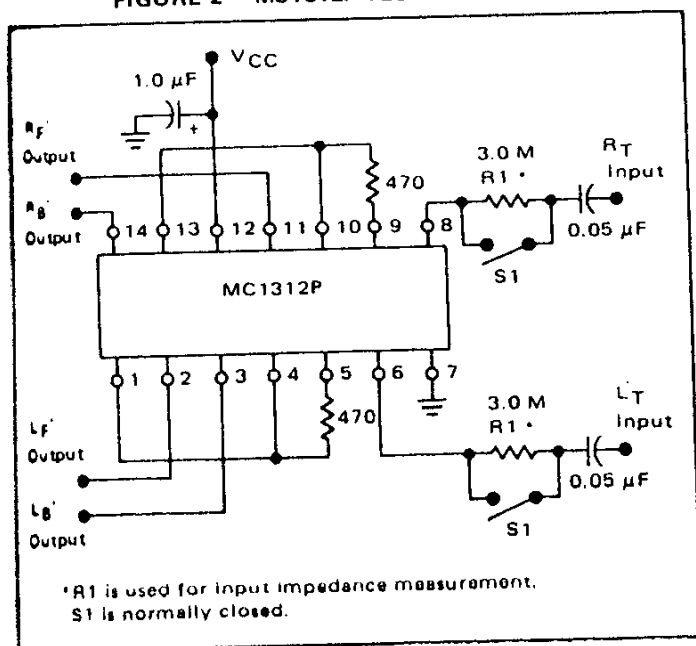 FIGURE 2
VCC
1.0 µF
+
RF'
Output
RB'
Output
470
3.0 M
R1 *
RT
Input
0.05 µF
S1
14 13 12 11 10 9 8
MC1312P
1 2 3 4 5 6 7
470
LF'
Output
LB'
Output
3.0 M
R1 *
LT
Input
0.05 µF
S1
*R1 is used for input impedance measurement.
S1 is normally closed.